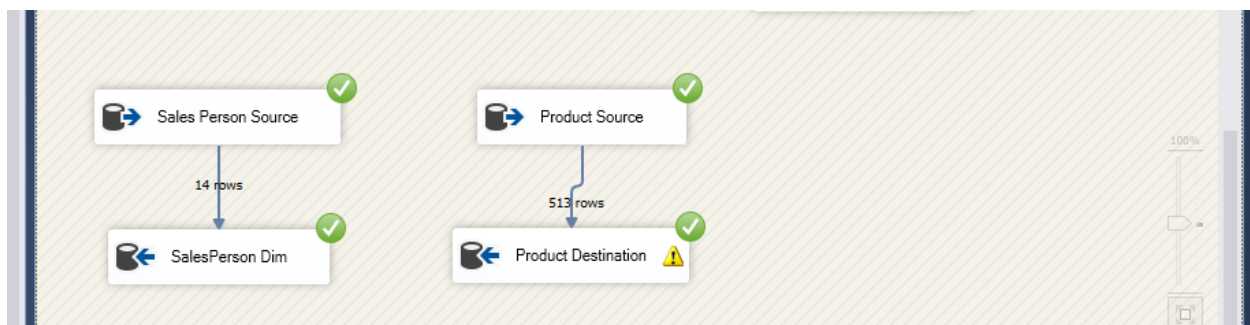 Sales Person Source
Product Source
100%
14 rows
513 rows
SalesPerson Dim
Product Destination